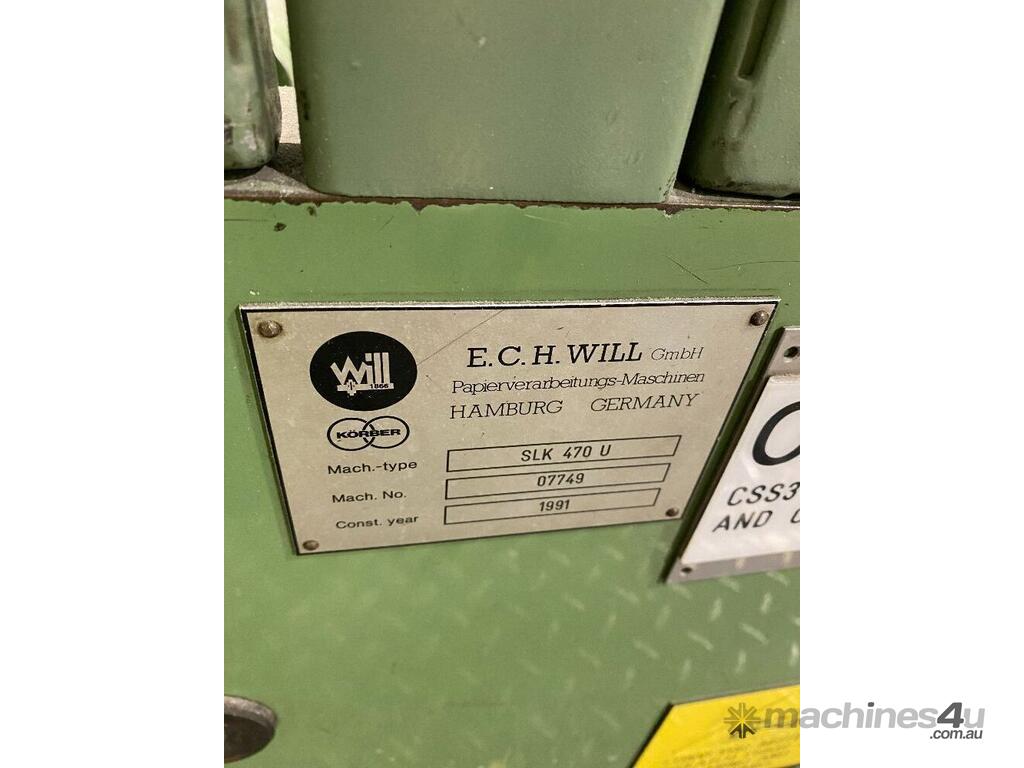 Will
1866
KÖRBER
E.C.H. WILL GmbH
Papierverarbeitungs-Maschinen
HAMBURG GERMANY
Mach.-type SLK 470 U
Mach. No. 07749
Const. year 1991
CSS3
AND
machines4u
.com.au